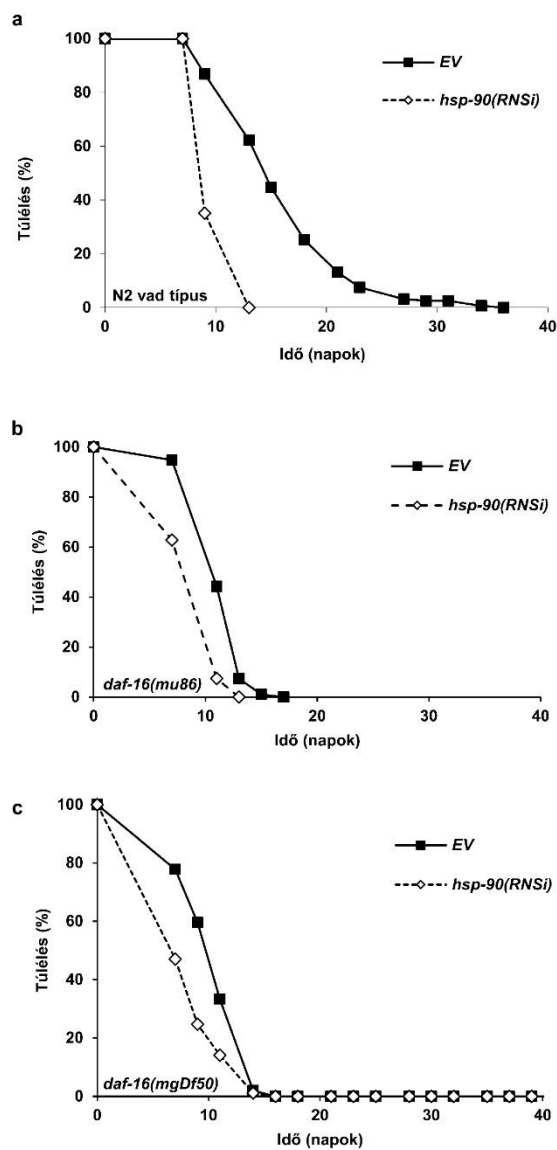 a
100
80
60
40
20
0
Túlélés (%)
EV
hsp-90(RNSi)
N2 vad típus
0 10 20 30 40
Idő (napok)
b
100
80
60
40
20
0
Túlélés (%)
EV
hsp-90(RNSi)
daf-16(mu86)
0 10 20 30 40
Idő (napok)
c
100
80
60
40
20
0
Túlélés (%)
EV
hsp-90(RNSi)
daf-16(mgDf50)
0 10 20 30 40
Idő (napok)